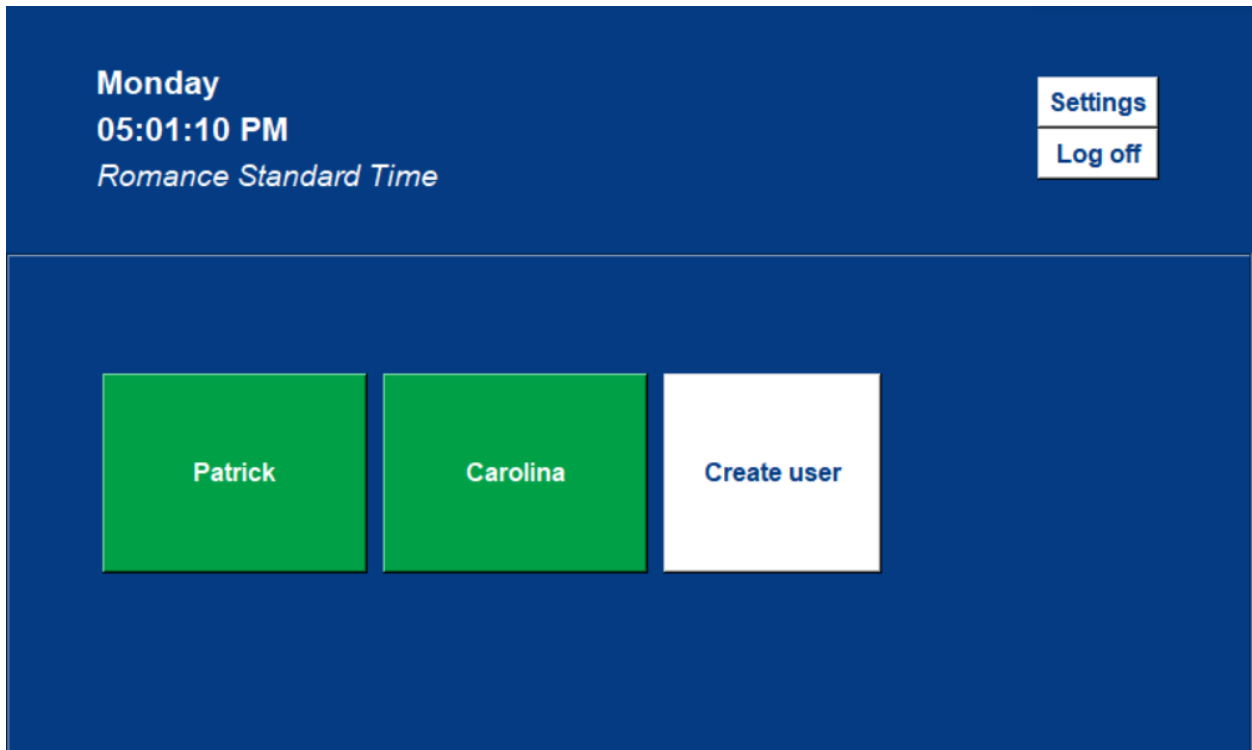 Monday
05:01:10 PM
Romance Standard Time
Settings
Log off
Patrick
Carolina
Create user